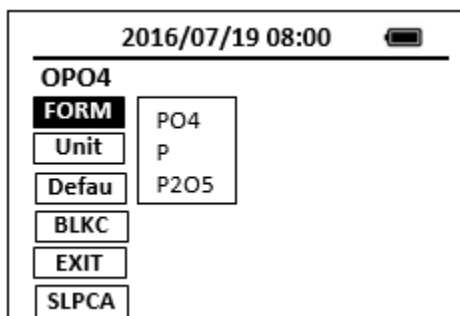 2016/07/19 08:00
OPO4
FORM
PO4
Unit
P
Defau
P2O5
BLKC
EXIT
SLPCA